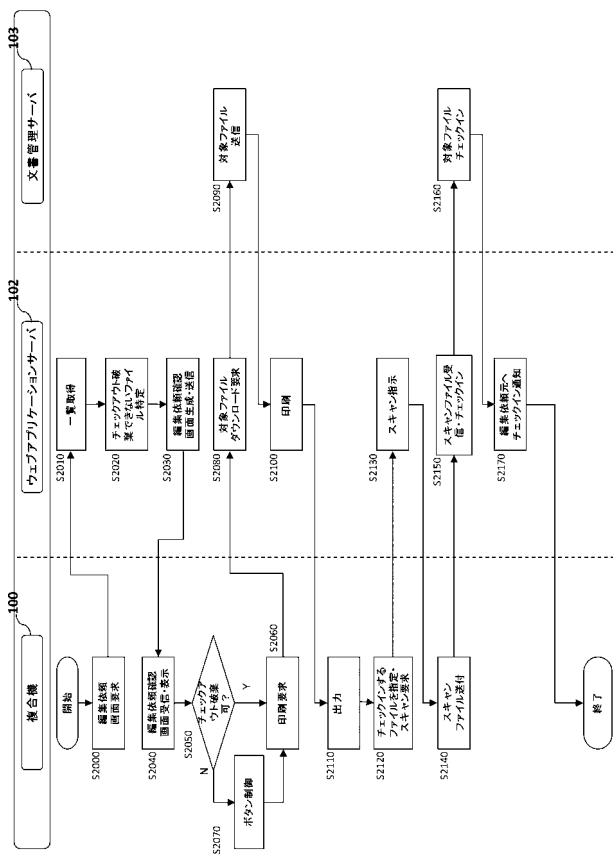 複合機
100
ウェブアプリケーションサーバ
102
文書管理サーバ
103
開始
編集依頼
画面要求
S2000
一覧取得
S2010
チェックアウト破
棄できないファイ
ル特定
S2020
編集依頼確認
画面生成・送信
S2030
編集依頼確認
画面受信・表示
S2040
チェックア
ウト破棄
可?
S2050
N
Y
ボタン制御
S2070
印刷要求
S2060
対象ファイル
ダウンロード要求
S2080
対象ファイル
送信
S2090
印刷
S2100
出力
S2110
チェックインする
ファイルを指定・
スキャン要求
S2120
スキャン指示
S2130
スキャン
ファイル送付
S2140
スキャンファイル受
信・チェックイン
S2150
対象ファイル
チェックイン
S2160
編集依頼元へ
チェックイン通知
S2170
終了